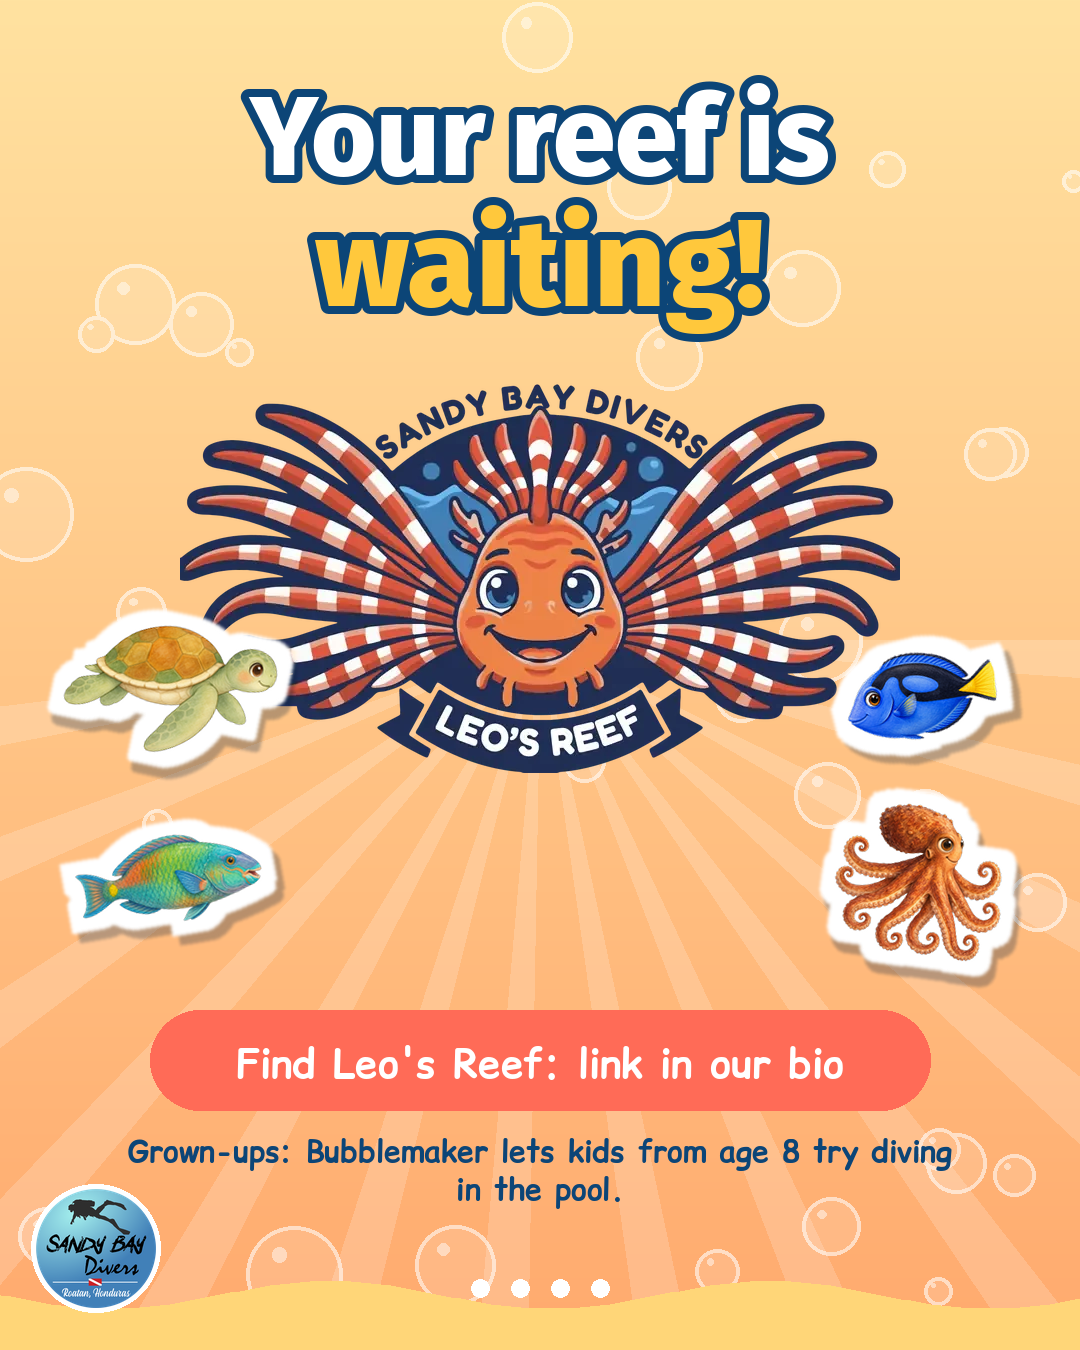 Your reef is
waiting!
SANDY BAY DIVERS
LEO'S REEF
Find Leo's Reef: link in our bio
Grown-ups: Bubblemaker lets kids from age 8 try diving
in the pool.
SANDY BAY
Divers
Roatan, Honduras